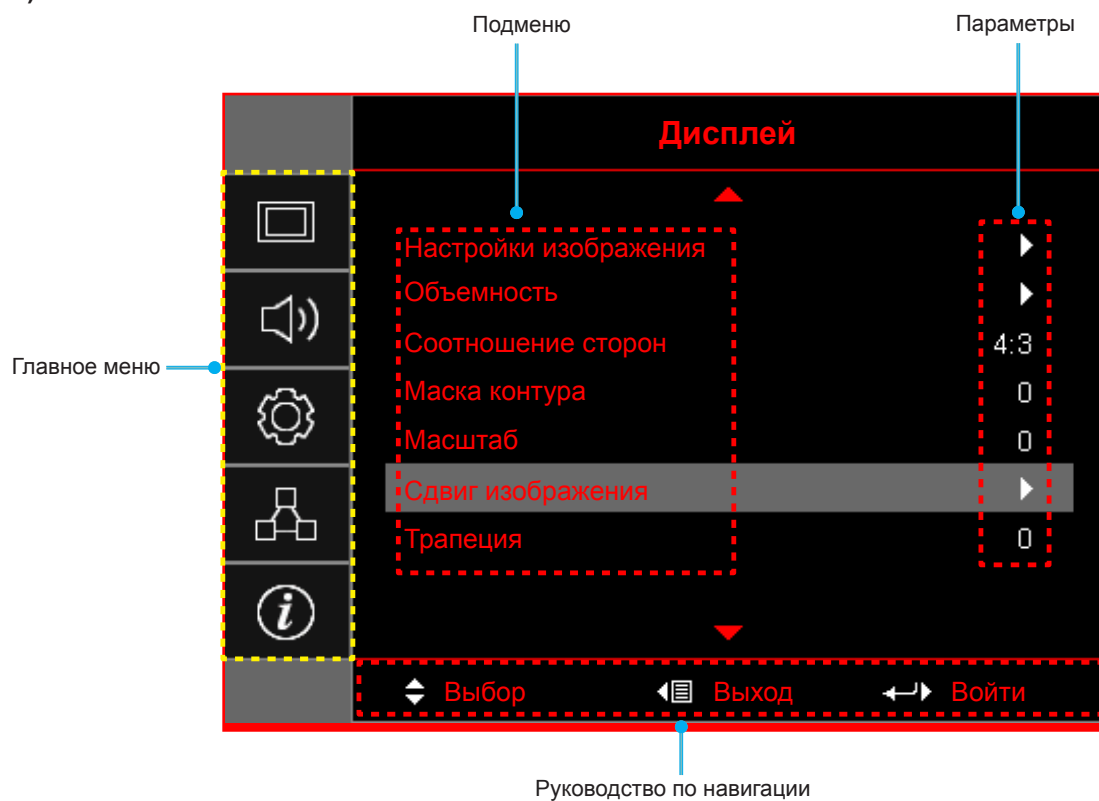 Подменю
Параметры
Дисплей
Настройки изображения
Объемность
Соотношение сторон 4:3
Маска контура 0
Масштаб 0
Сдвиг изображения
Трапеция 0
Главное меню
Выбор Выход Войти
Руководство по навигации